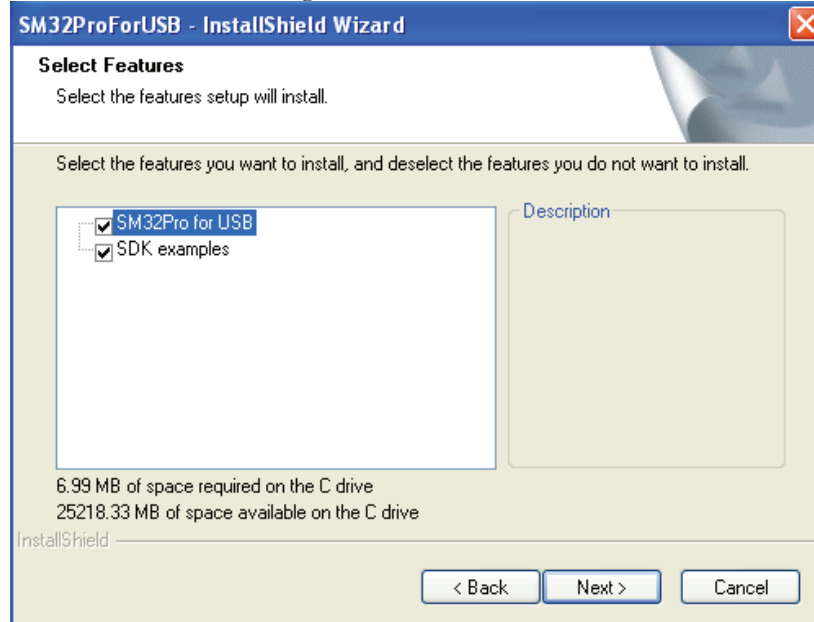 SM32ProForUSB - InstallShield Wizard
Select Features
Select the features setup will install.
Select the features you want to install, and deselect the features you do not want to install.
SM32Pro for USB
SDK examples
Description
6.99 MB of space required on the C drive
25218.33 MB of space available on the C drive
InstallShield
< Back
Next >
Cancel